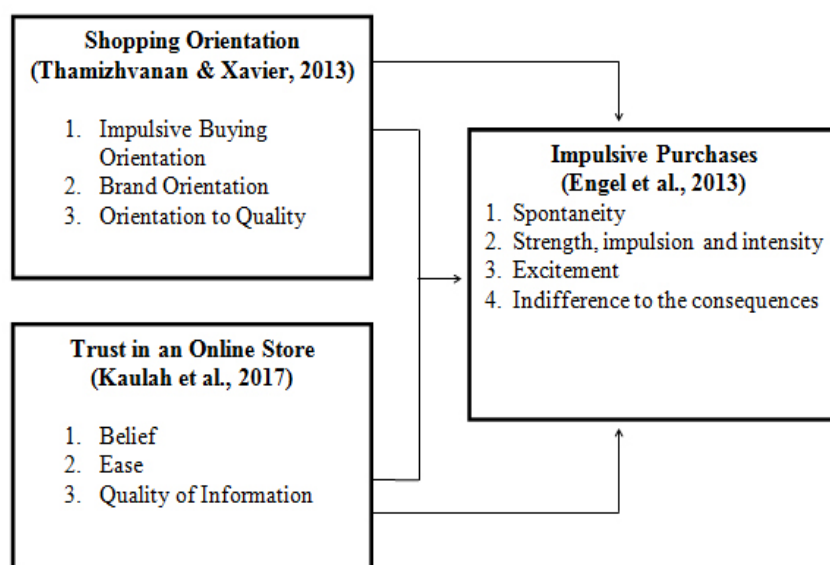 Shopping Orientation
(Thamizhvanan & Xavier, 2013)
1. Impulsive Buying
Orientation
2. Brand Orientation
3. Orientation to Quality
Impulsive Purchases
(Engel et al., 2013)
1. Spontaneity
2. Strength, impulsion and intensity
3. Excitement
4. Indifference to the consequences
Trust in an Online Store
(Kaulah et al., 2017)
1. Belief
2. Ease
3. Quality of Information